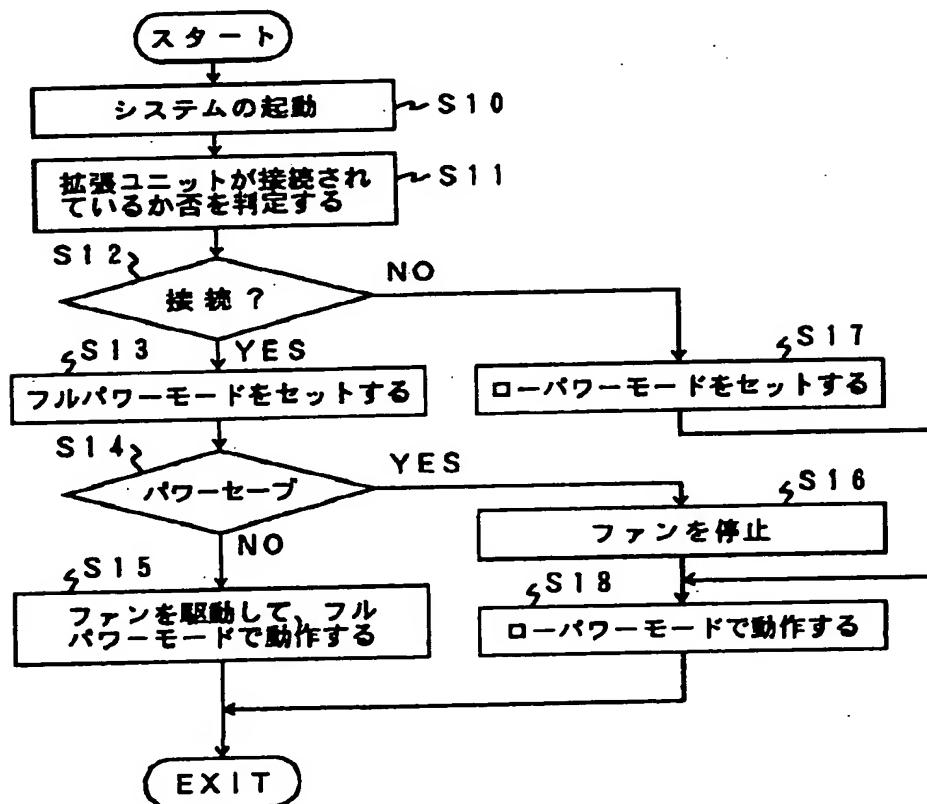 スタート
システムの起動
S10
拡張ユニットが接続され
ているか否を判定する
S11
S12
接続?
NO
YES
S13
フルパワーモードをセットする
S17
ローパワーモードをセットする
S14
パワーセーブ
YES
NO
S16
ファンを停止
S15
ファンを駆動して、フル
パワーモードで動作する
S18
ローパワーモードで動作する
EXIT